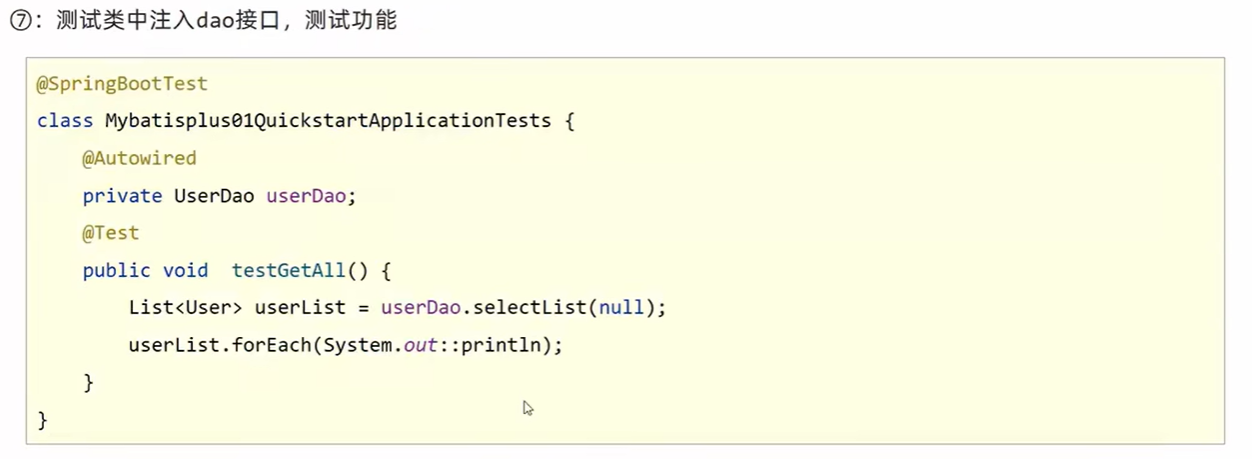 ⑦：测试类中注入dao接口，测试功能
@SpringBootTest
class Mybatisplus01QuickstartApplicationTests {
    @Autowired
    private UserDao userDao;
    @Test
    public void  testGetAll() {
        List<User> userList = userDao.selectList(null);
        userList.forEach(System.out::println);
    }
}